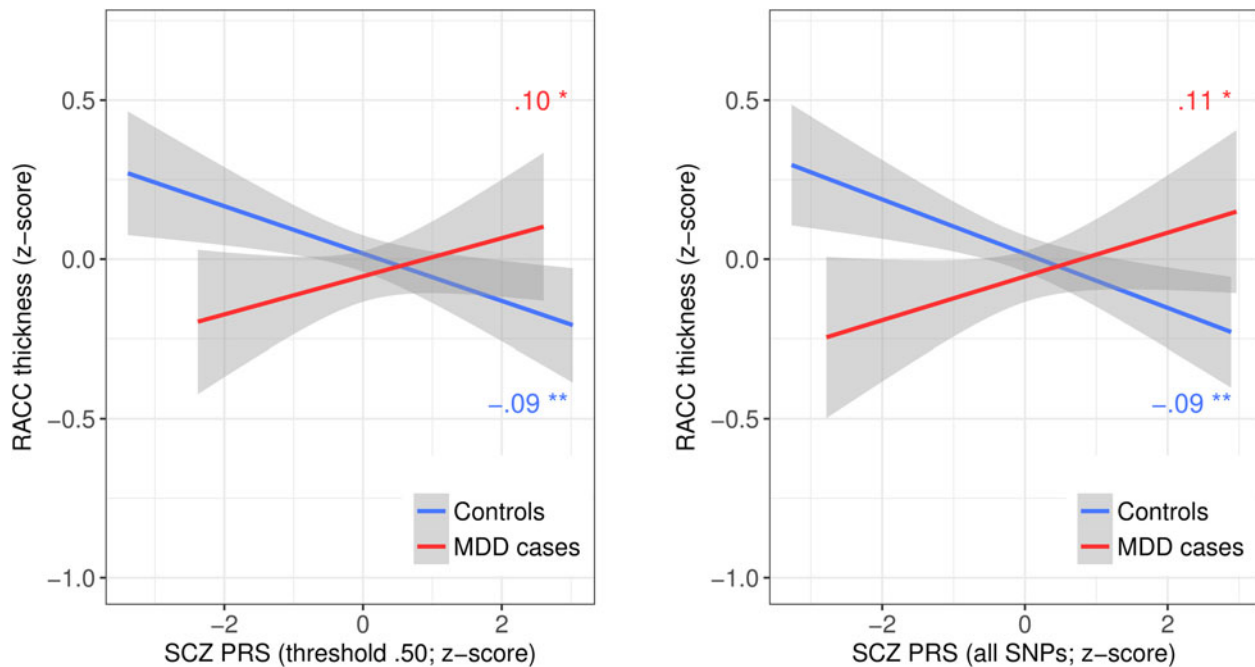 RACC thickness (z-score)
0.5
0.0
−0.5
−1.0
.10 *
−.09 **
Controls
MDD cases
−2
0
2
SCZ PRS (threshold .50; z-score)
RACC thickness (z-score)
0.5
0.0
−0.5
−1.0
.11 *
−.09 **
Controls
MDD cases
−2
0
2
SCZ PRS (all SNPs; z-score)